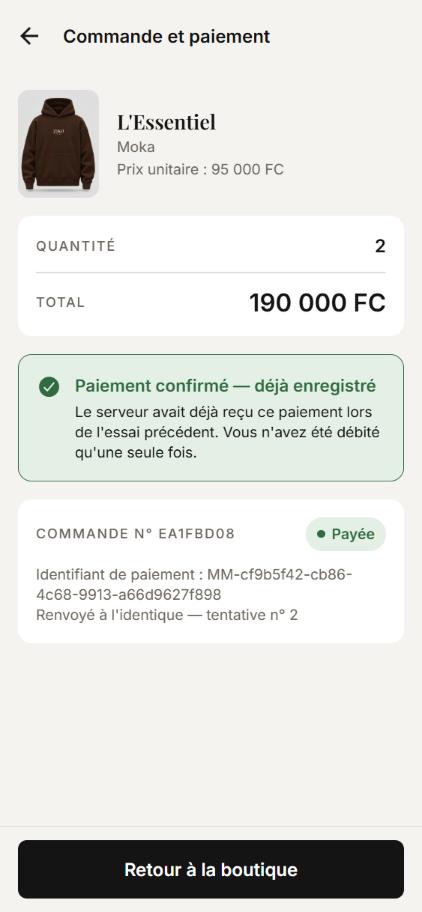 Commande et paiement
L'Essentiel
Moka
Prix unitaire : 95 000 FC
QUANTITÉ 2
TOTAL 190 000 FC
Paiement confirmé — déjà enregistré
Le serveur avait déjà reçu ce paiement lors
de l'essai précédent. Vous n'avez été débité
qu'une seule fois.
COMMANDE N° EA1FBD08 Payée
Identifiant de paiement : MM-cf9b5f42-cb86-
4c68-9913-a66d9627f898
Renvoyé à l'identique — tentative n° 2
Retour à la boutique